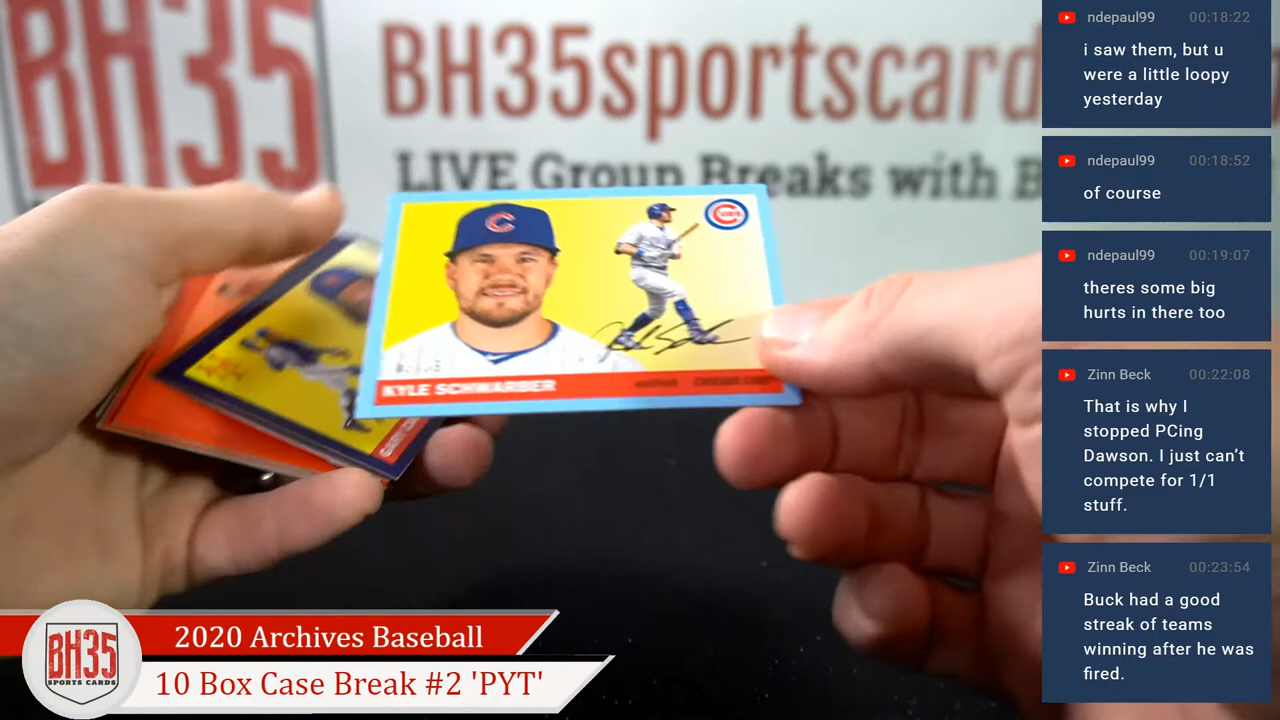 BH35
BH35sportscard
LIVE Group Breaks with B
C
CUBS
KYLE SCHWARBER
2020 Archives Baseball
10 Box Case Break #2 'PYT'
BH35
SPORTS CARDS
ndepaul99 00:18:22
i saw them, but u
were a little loopy
yesterday
ndepaul99 00:18:52
of course
ndepaul99 00:19:07
theres some big
hurts in there too
Zinn Beck 00:22:08
That is why I
stopped PCing
Dawson. I just can't
compete for 1/1
stuff.
Zinn Beck 00:23:54
Buck had a good
streak of teams
winning after he was
fired.